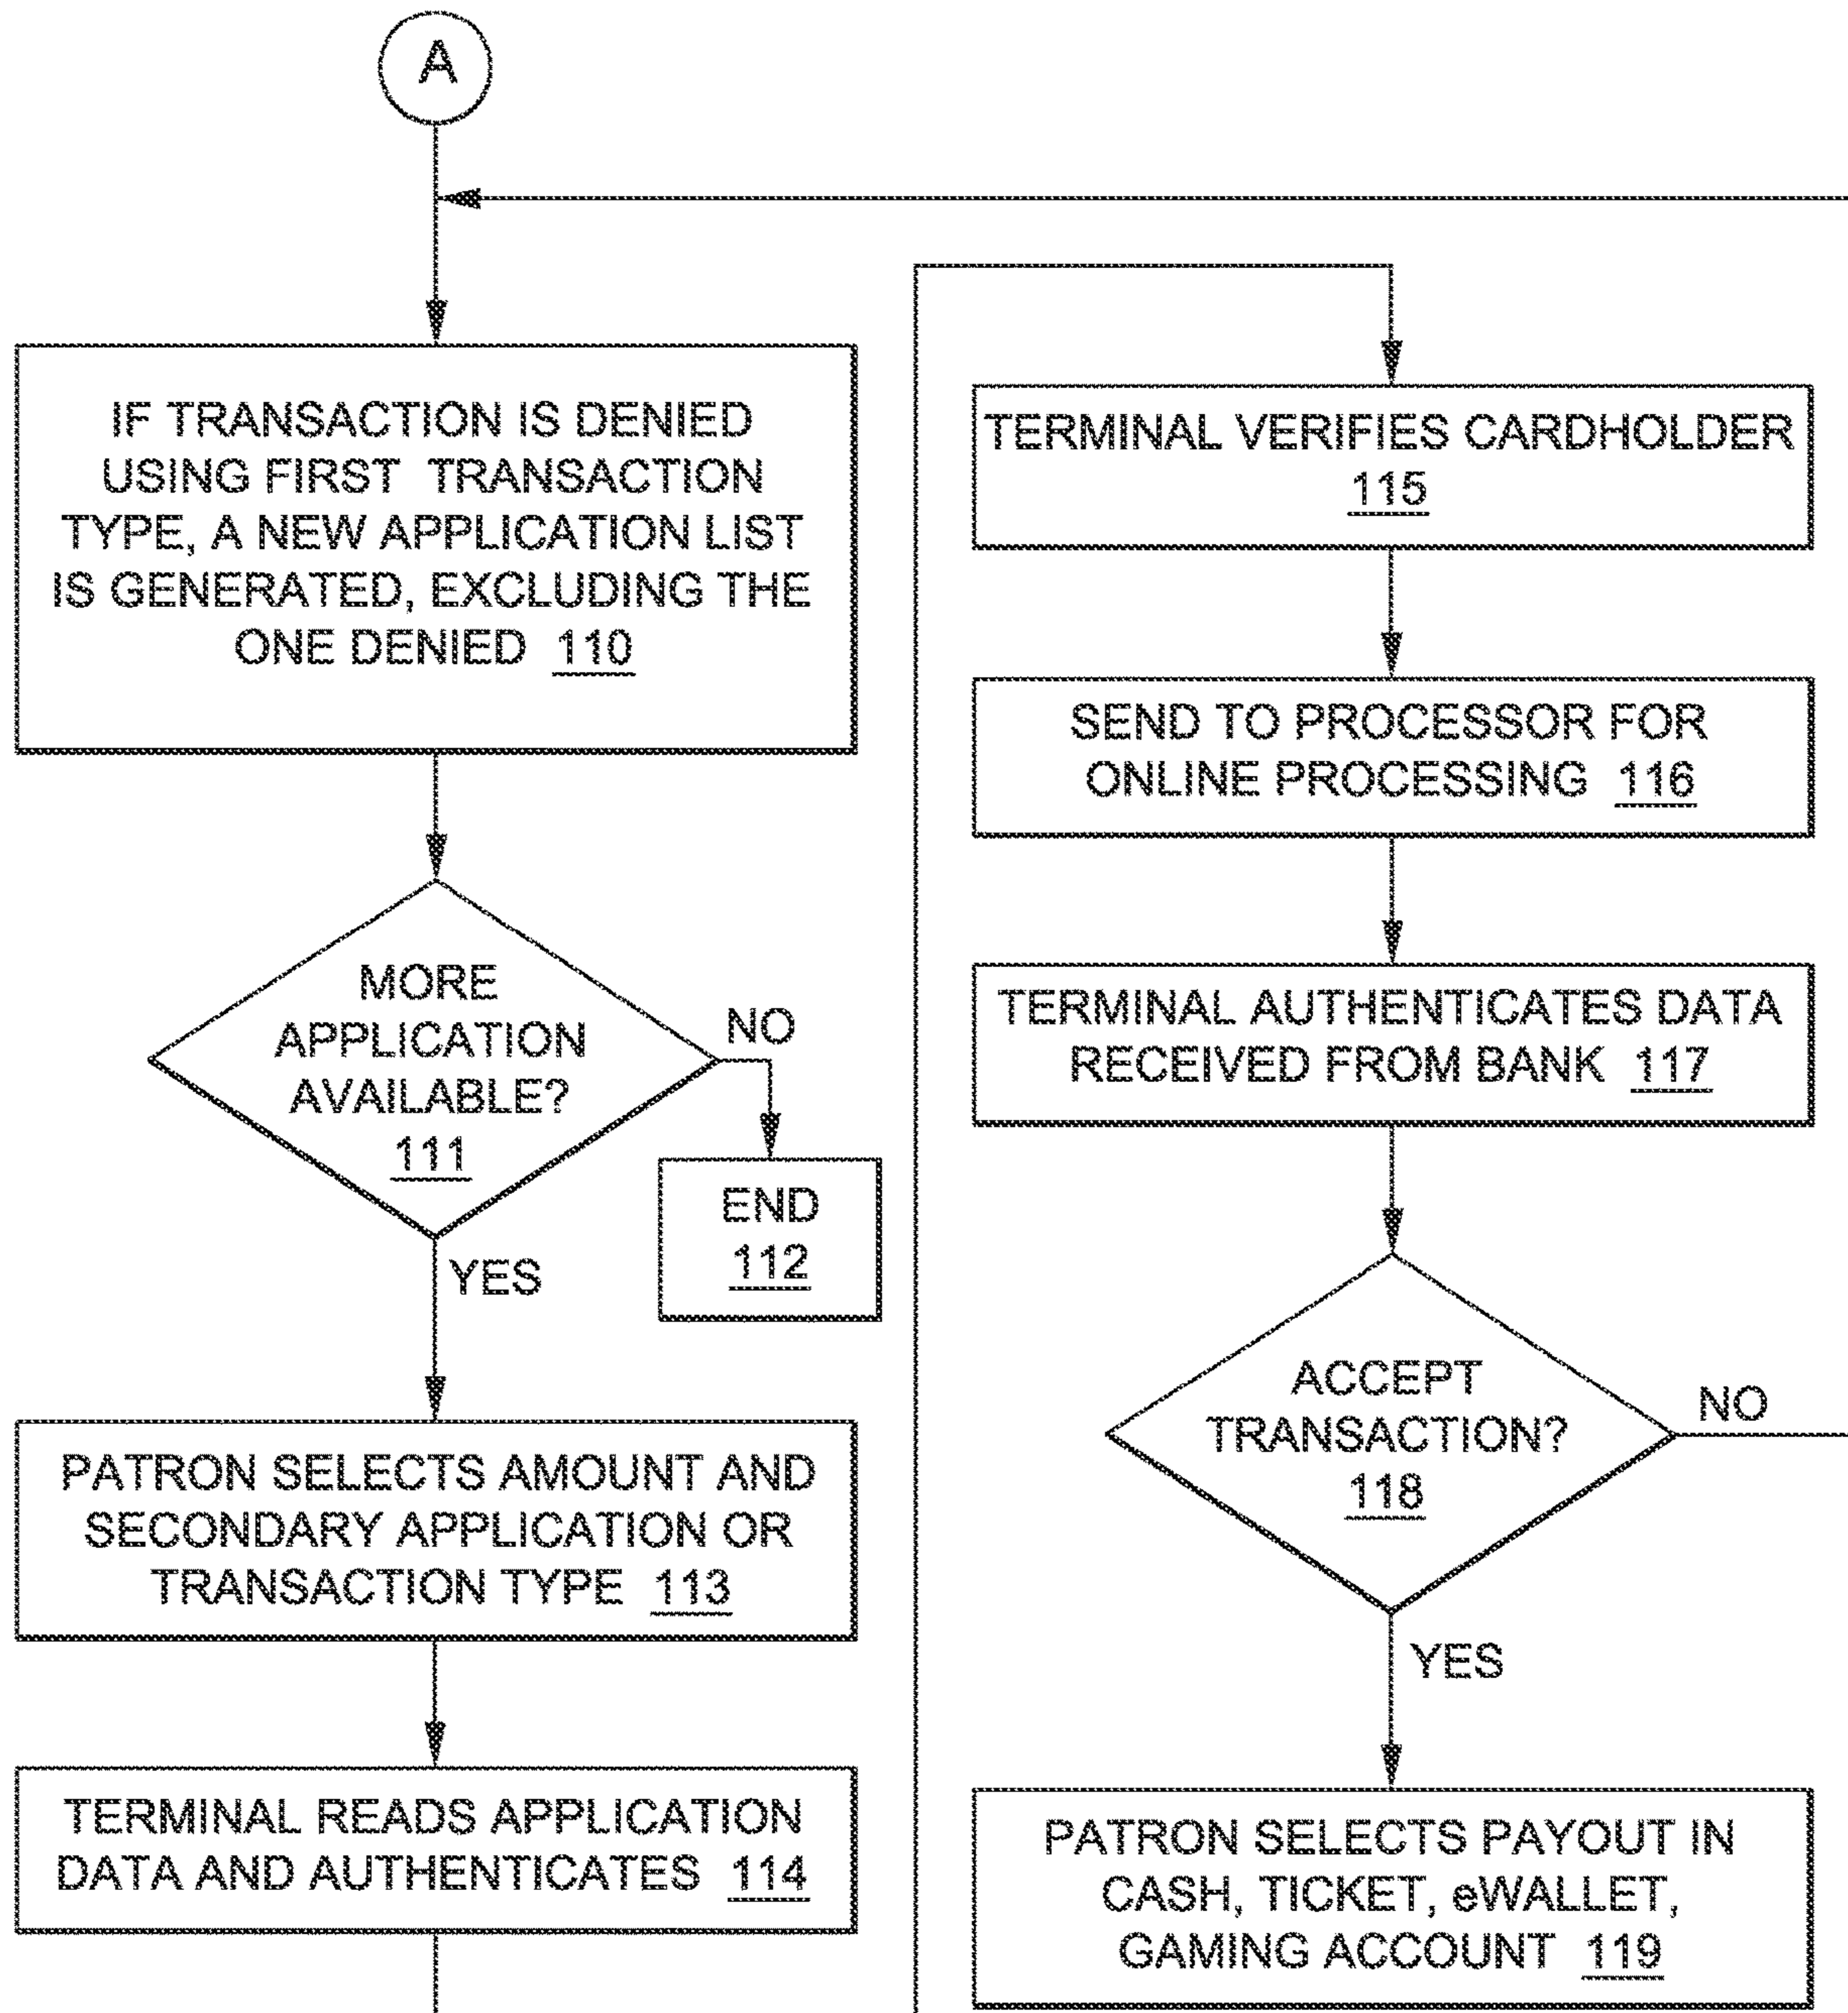 A
IF TRANSACTION IS DENIED
USING FIRST TRANSACTION
TYPE, A NEW APPLICATION LIST
IS GENERATED, EXCLUDING THE
ONE DENIED 110
MORE
APPLICATION
AVAILABLE?
111
NO
END
112
YES
PATRON SELECTS AMOUNT AND
SECONDARY APPLICATION OR
TRANSACTION TYPE 113
TERMINAL READS APPLICATION
DATA AND AUTHENTICATES 114
TERMINAL VERIFIES CARDHOLDER
115
SEND TO PROCESSOR FOR
ONLINE PROCESSING 116
TERMINAL AUTHENTICATES DATA
RECEIVED FROM BANK 117
ACCEPT
TRANSACTION?
118
NO
YES
PATRON SELECTS PAYOUT IN
CASH, TICKET, eWALLET,
GAMING ACCOUNT 119